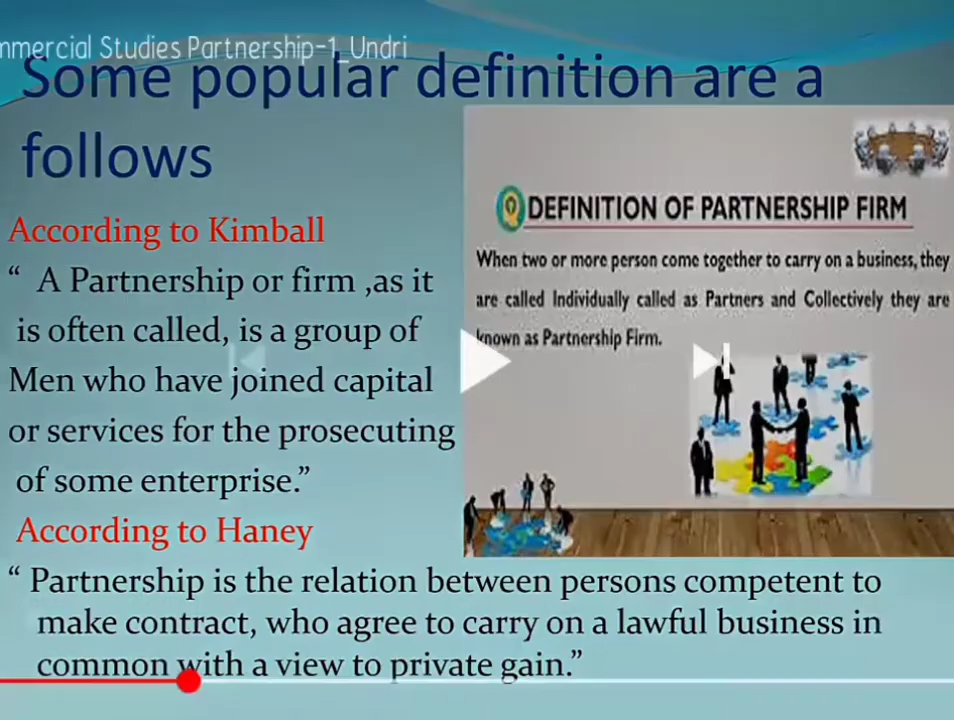 mmercial Studies Partnership-1_Undri
Some popular definition are a
follows
According to Kimball
“ A Partnership or firm ,as it
is often called, is a group of
Men who have joined capital
or services for the prosecuting
of some enterprise.”
According to Haney
“ Partnership is the relation between persons competent to
make contract, who agree to carry on a lawful business in
common with a view to private gain.”
DEFINITION OF PARTNERSHIP FIRM
When two or more person come together to carry on a business, they
are called Individually called as Partners and Collectively they are
known as Partnership Firm.